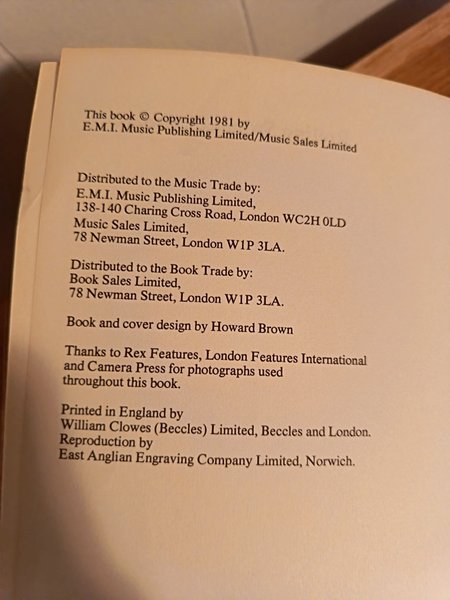 This book © Copyright 1981 by
E.M.I. Music Publishing Limited/Music Sales Limited
Distributed to the Music Trade by:
E.M.I. Music Publishing Limited,
138-140 Charing Cross Road, London WC2H 0LD
Music Sales Limited,
78 Newman Street, London W1P 3LA.
Distributed to the Book Trade by:
Book Sales Limited,
78 Newman Street, London W1P 3LA.
Book and cover design by Howard Brown
Thanks to Rex Features, London Features International
and Camera Press for photographs used
throughout this book.
Printed in England by
William Clowes (Beccles) Limited, Beccles and London.
Reproduction by
East Anglian Engraving Company Limited, Norwich.